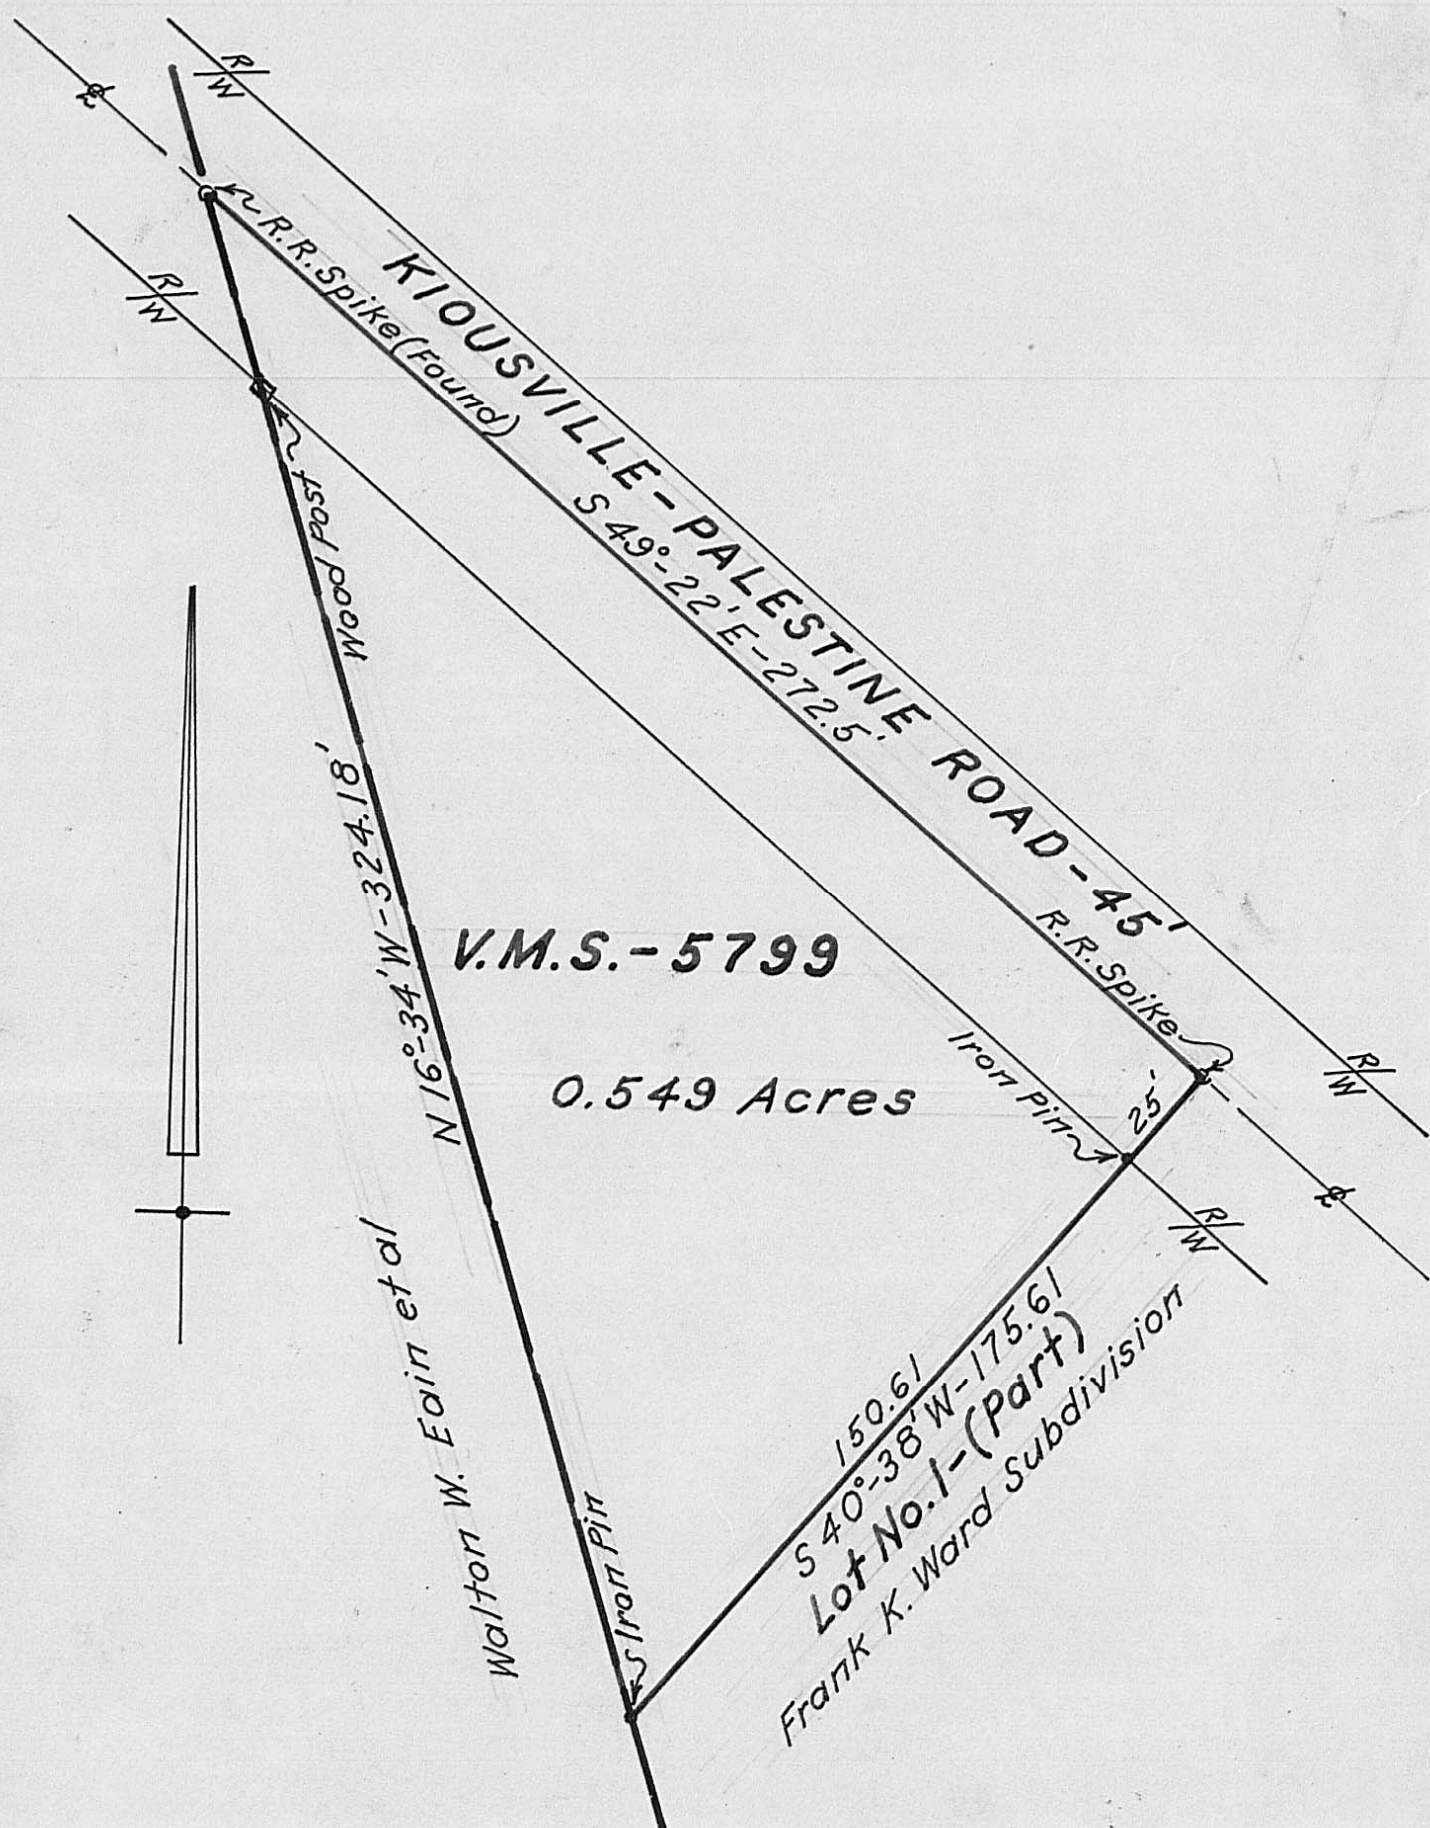 R/W
℄
R.R. Spike (Found)
R/W
KIOUSVILLE-PALESTINE ROAD-45'
S 49°-22' E-272.5'
Wood Post
N 16°-34' W-324.18'
V.M.S.-5799
0.549 Acres
R.R. Spike
Iron Pin
25'
R/W
℄
R/W
Walton W. Eain et al
150.61
S 40°-38' W-175.61
Lot No. 1-(Part)
Frank K. Ward Subdivision
Iron Pin